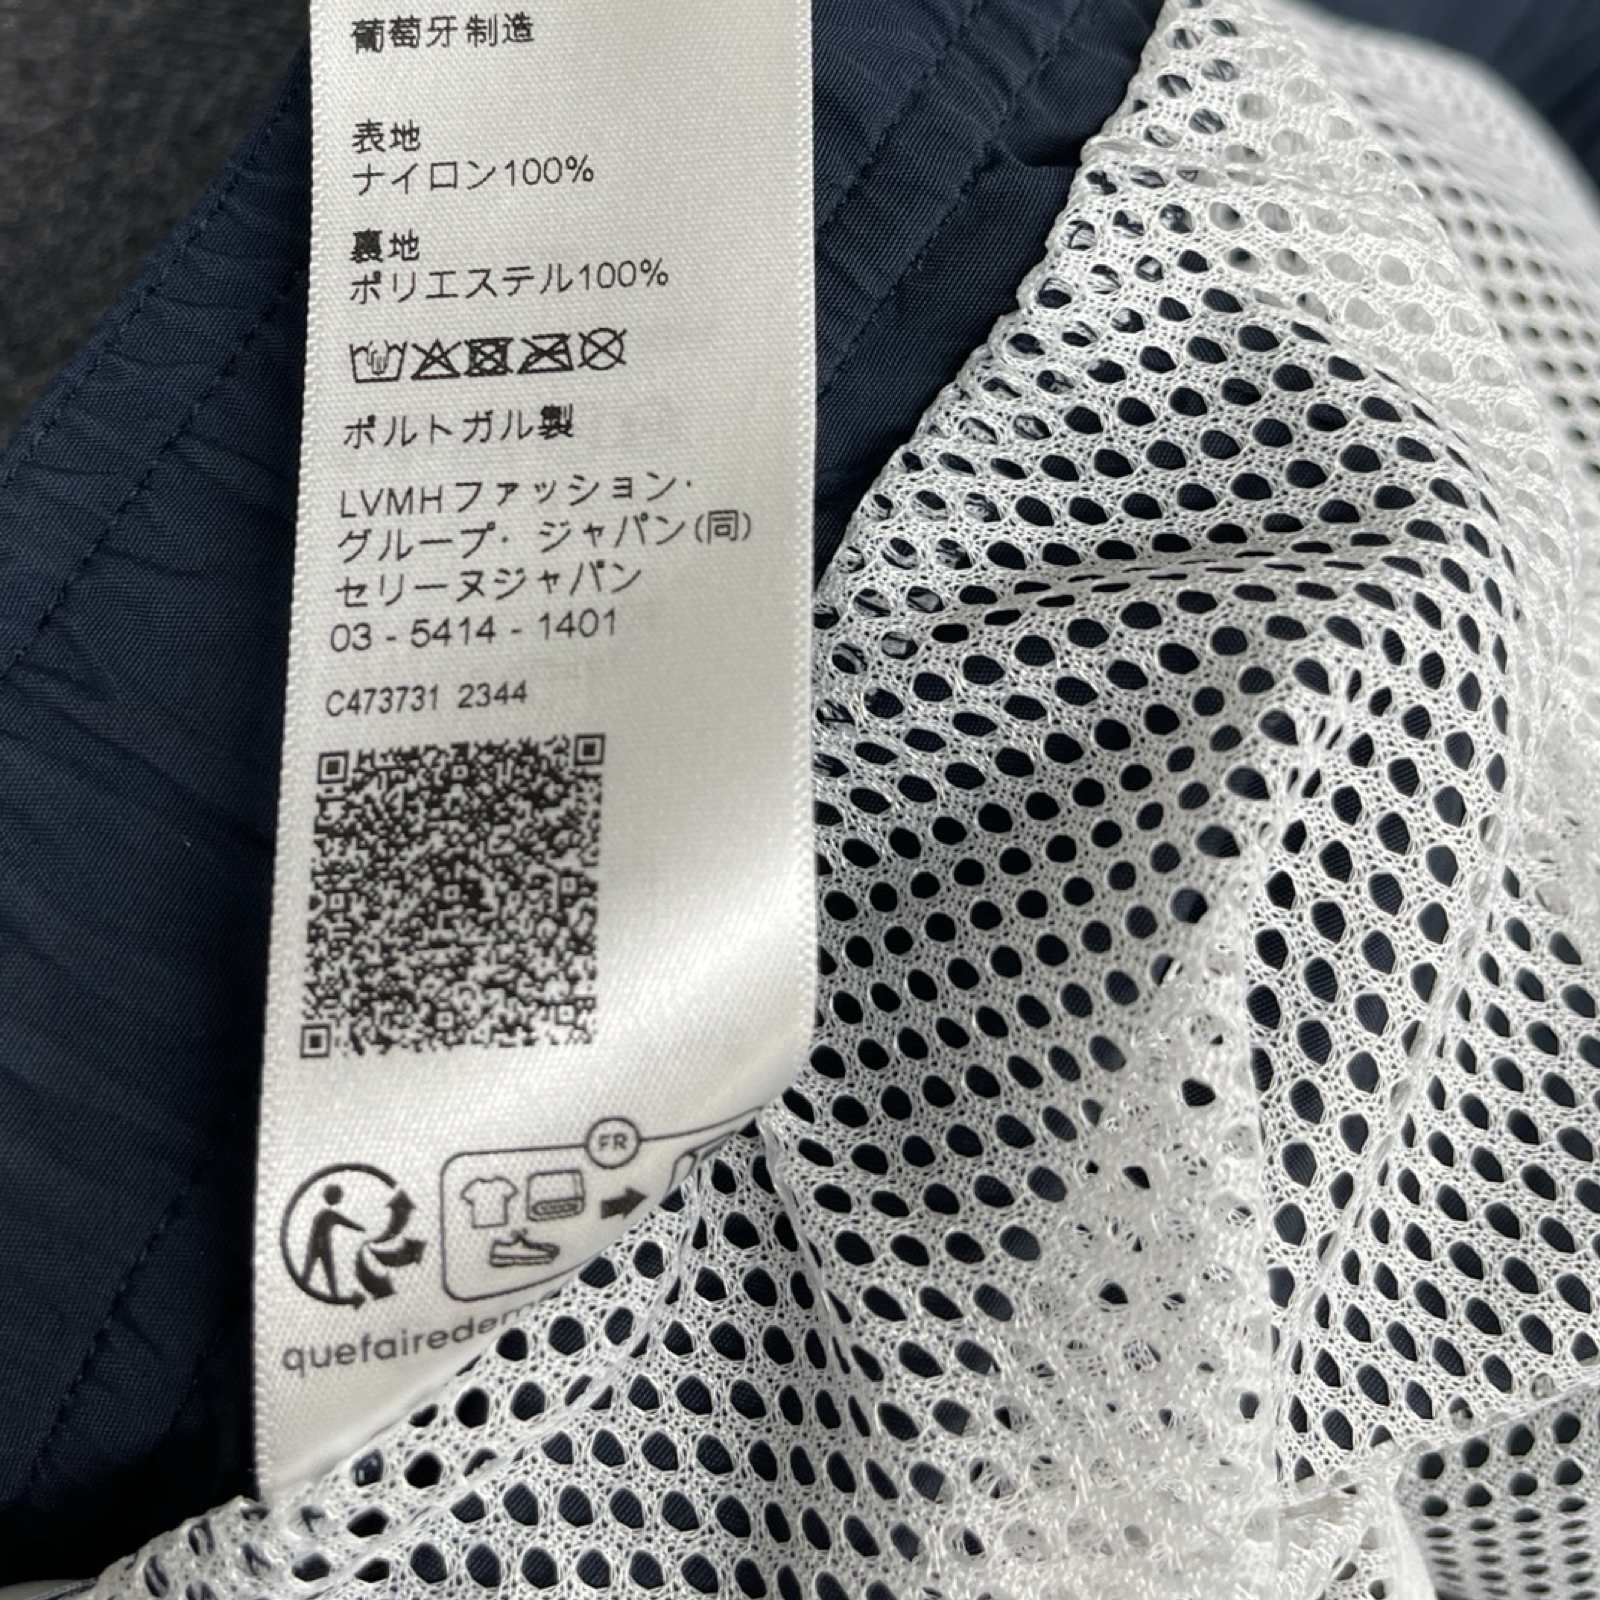 葡萄牙制造
表地
ナイロン100%
裏地
ポリエステル100%
ポルトガル製
LVMHファッション·
グループ· ジャパン(同)
セリーヌジャパン
03 - 5414 - 1401
C473731 2344
FR
quefairedem